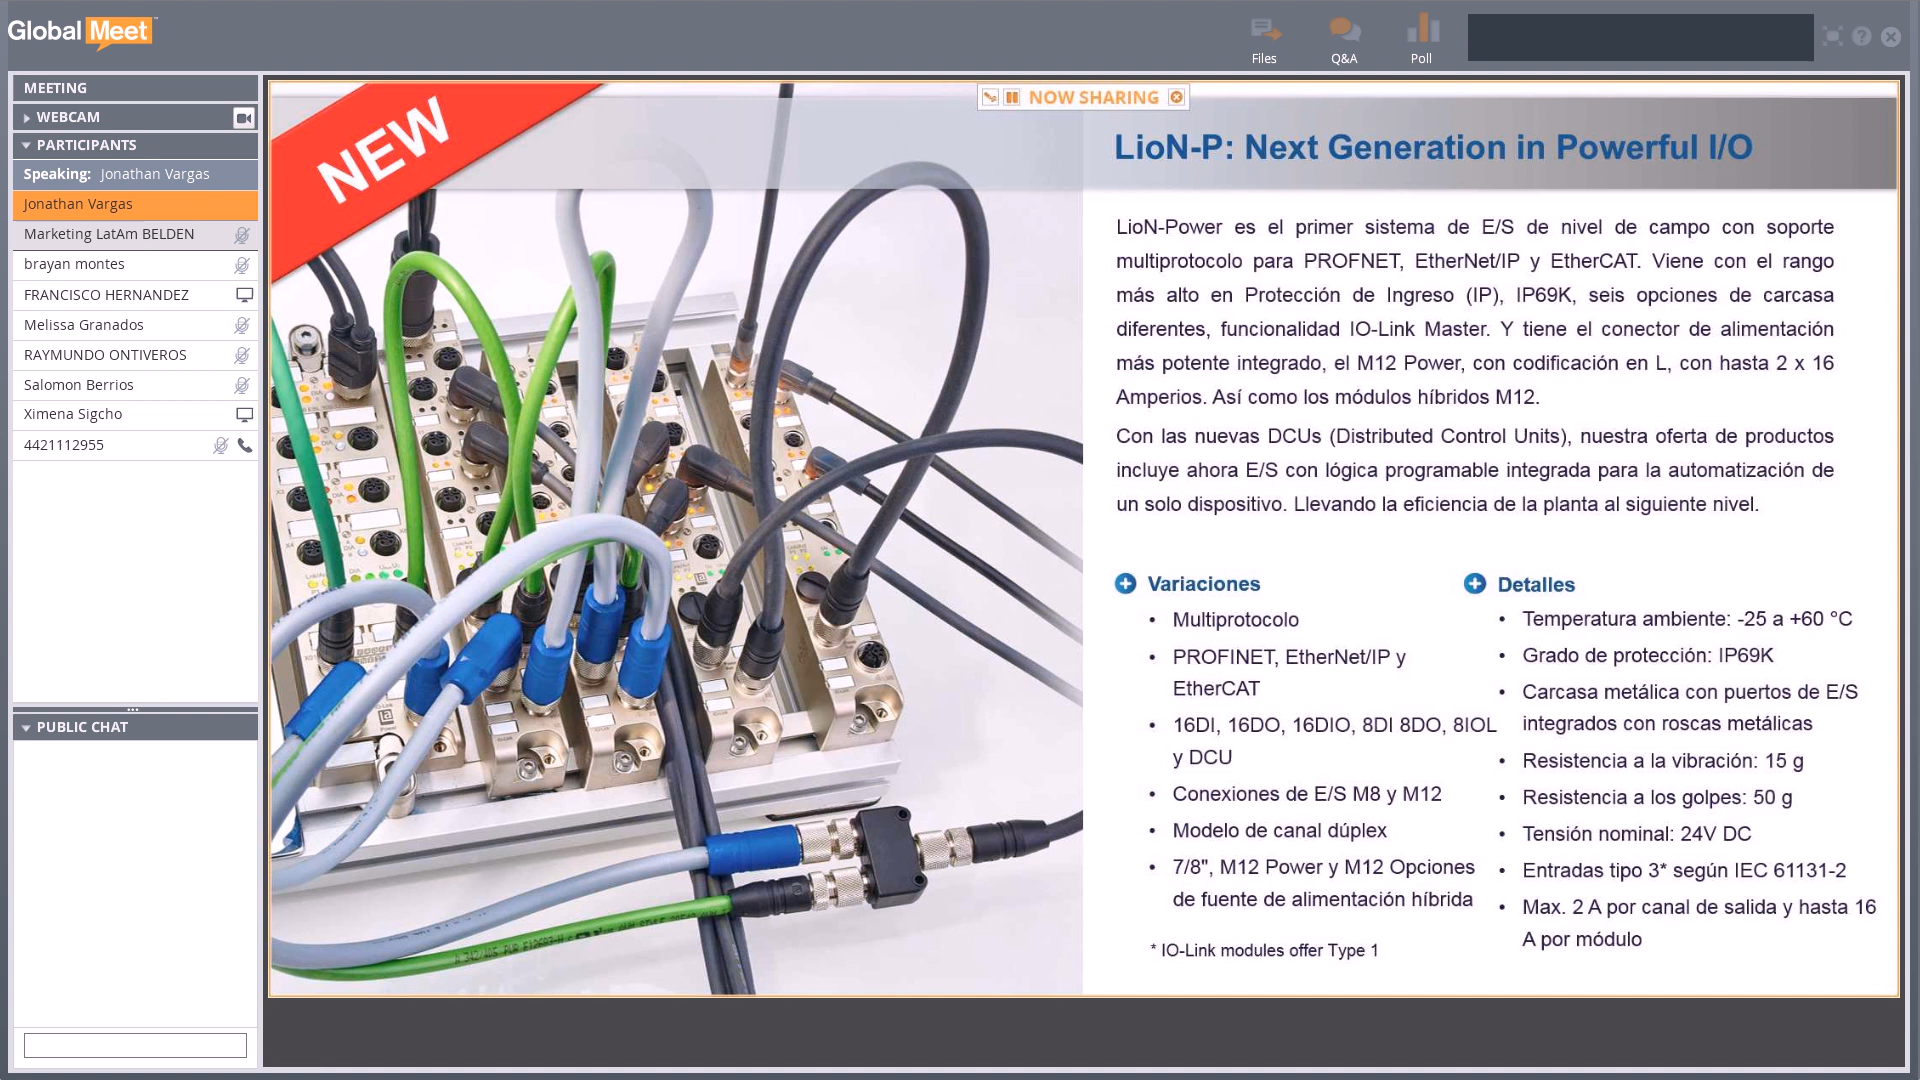 Global Meet
Files
Q&A
Poll
MEETING
WEBCAM
PARTICIPANTS
Speaking: Jonathan Vargas
Jonathan Vargas
Marketing LatAm BELDEN
brayan montes
FRANCISCO HERNANDEZ
Melissa Granados
RAYMUNDO ONTIVEROS
Salomon Berrios
Ximena Sigcho
4421112955
PUBLIC CHAT
NOW SHARING
NEW
LioN-P: Next Generation in Powerful I/O
LioN-Power es el primer sistema de E/S de nivel de campo con soporte
multiprotocolo para PROFNET, EtherNet/IP y EtherCAT. Viene con el rango
más alto en Protección de Ingreso (IP), IP69K, seis opciones de carcasa
diferentes, funcionalidad IO-Link Master. Y tiene el conector de alimentación
más potente integrado, el M12 Power, con codificación en L, con hasta 2 x 16
Amperios. Así como los módulos híbridos M12.
Con las nuevas DCUs (Distributed Control Units), nuestra oferta de productos
incluye ahora E/S con lógica programable integrada para la automatización de
un solo dispositivo. Llevando la eficiencia de la planta al siguiente nivel.
Variaciones
• Multiprotocolo
• PROFINET, EtherNet/IP y
EtherCAT
• 16DI, 16DO, 16DIO, 8DI 8DO, 8IOL
y DCU
• Conexiones de E/S M8 y M12
• Modelo de canal dúplex
• 7/8", M12 Power y M12 Opciones
de fuente de alimentación híbrida
* IO-Link modules offer Type 1
Detalles
• Temperatura ambiente: -25 a +60 °C
• Grado de protección: IP69K
• Carcasa metálica con puertos de E/S
integrados con roscas metálicas
• Resistencia a la vibración: 15 g
• Resistencia a los golpes: 50 g
• Tensión nominal: 24V DC
• Entradas tipo 3* según IEC 61131-2
• Max. 2 A por canal de salida y hasta 16
A por módulo